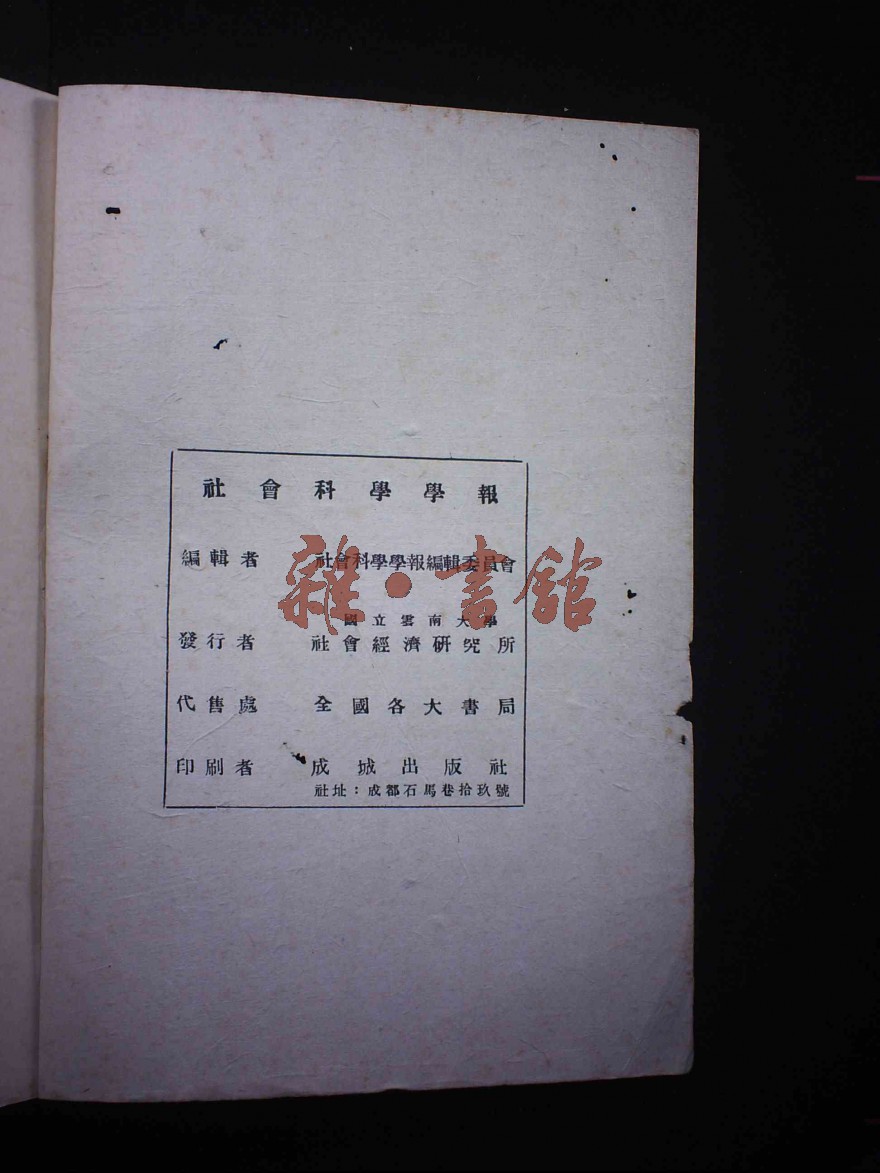 社會科學學報
編輯者 社會科學學報編輯委員會
國立雲南大學
發行者 社會經濟研究所
代售處 全國各大書局
印刷者 成城出版社
社址：成都石馬巷拾玖號
雜·書館